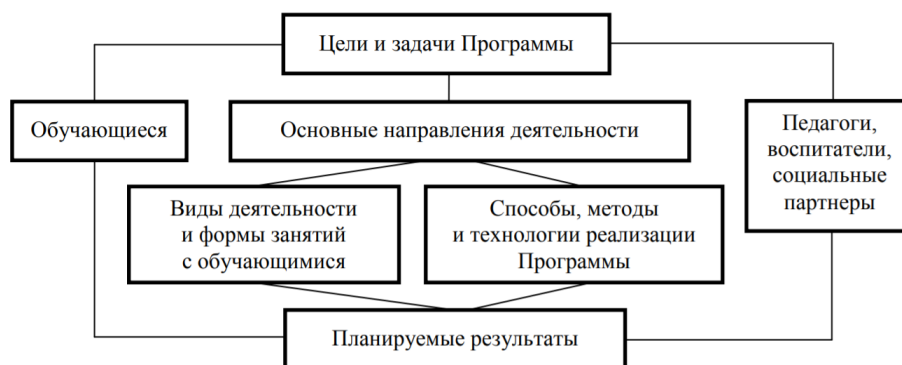 Цели и задачи Программы
Обучающиеся
Основные направления деятельности
Педагоги,
воспитатели,
социальные
партнеры
Виды деятельности
и формы занятий
с обучающимися
Способы, методы
и технологии реализации
Программы
Планируемые результаты